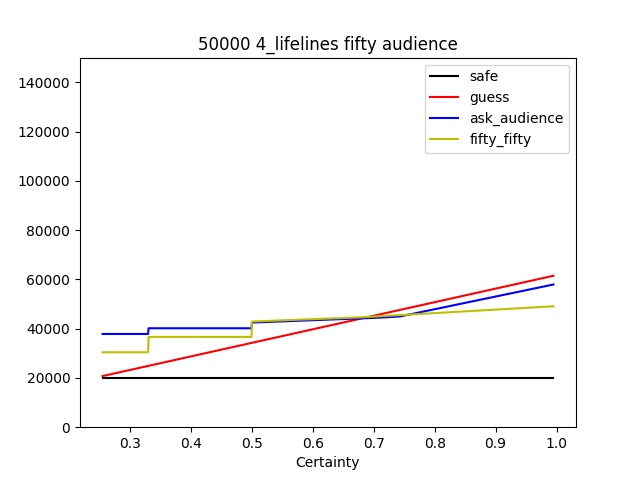 50000 4_lifelines fifty audience
safe
guess
ask_audience
fifty_fifty
140000
120000
100000
80000
60000
40000
20000
0
0.3 0.4 0.5 0.6 0.7 0.8 0.9 1.0
Certainty